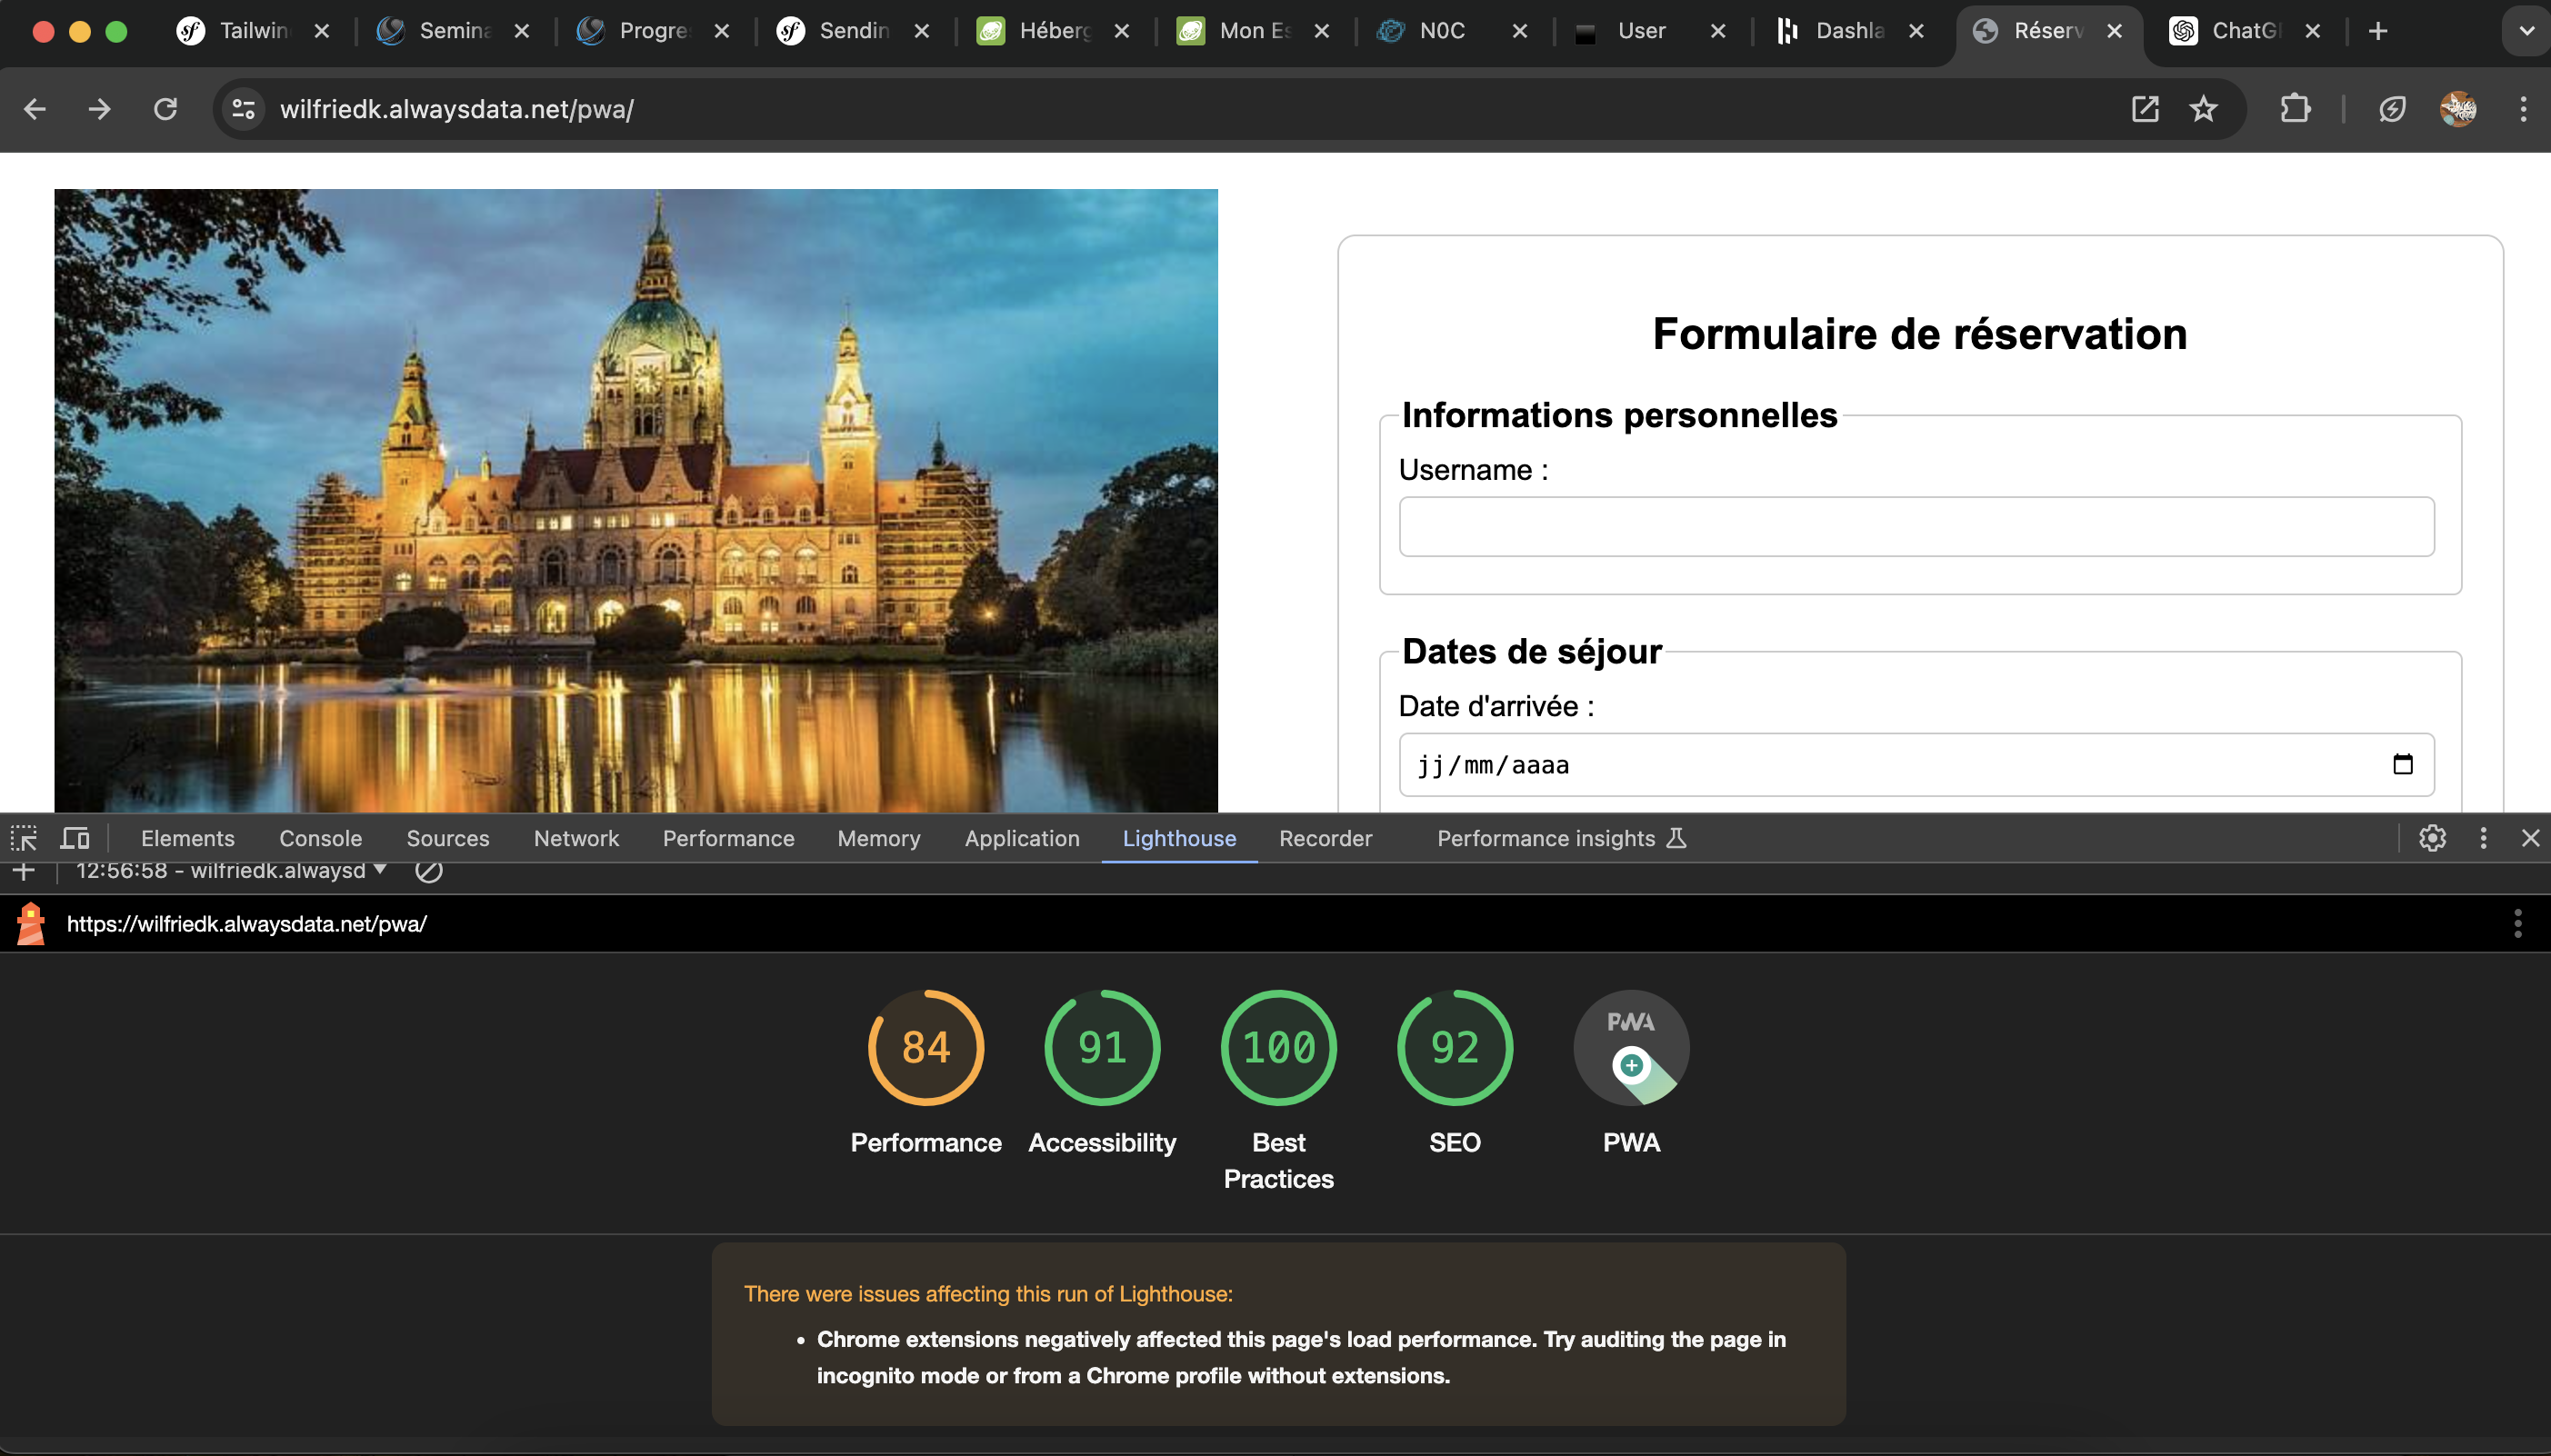 Tailwin
Semina
Progre
Sendin
Héberg
Mon Es
N0C
User
Dashla
Réserv
ChatG
wilfriedk.alwaysdata.net/pwa/
Formulaire de réservation
Informations personnelles
Username :
Dates de séjour
Date d'arrivée :
jj/mm/aaaa
Elements Console Sources Network Performance Memory Application Lighthouse Recorder Performance insights
12:56:58 - wilfriedk.alwaysd
https://wilfriedk.alwaysdata.net/pwa/
84 91 100 92 PWA
Performance Accessibility Best Practices SEO PWA
There were issues affecting this run of Lighthouse:
• Chrome extensions negatively affected this page's load performance. Try auditing the page in
incognito mode or from a Chrome profile without extensions.